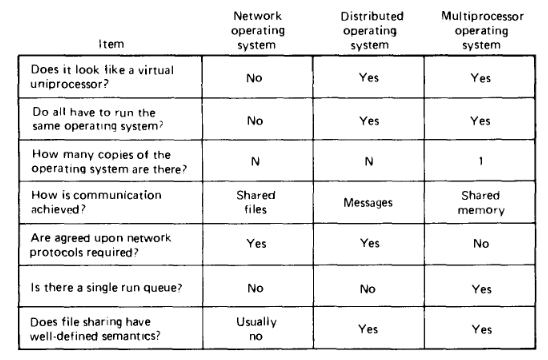 Item
Network
operating
system
Distributed
operating
system
Multiprocessor
operating
system
Does it look like a virtual
uniprocessor?
No
Yes
Yes
Do all have to run the
same operating system?
No
Yes
Yes
How many copies of the
operating system are there?
N
N
1
How is communication
achieved?
Shared
files
Messages
Shared
memory
Are agreed upon network
protocols required?
Yes
Yes
No
Is there a single run queue?
No
No
Yes
Does file sharing have
well-defined semantics?
Usually
no
Yes
Yes